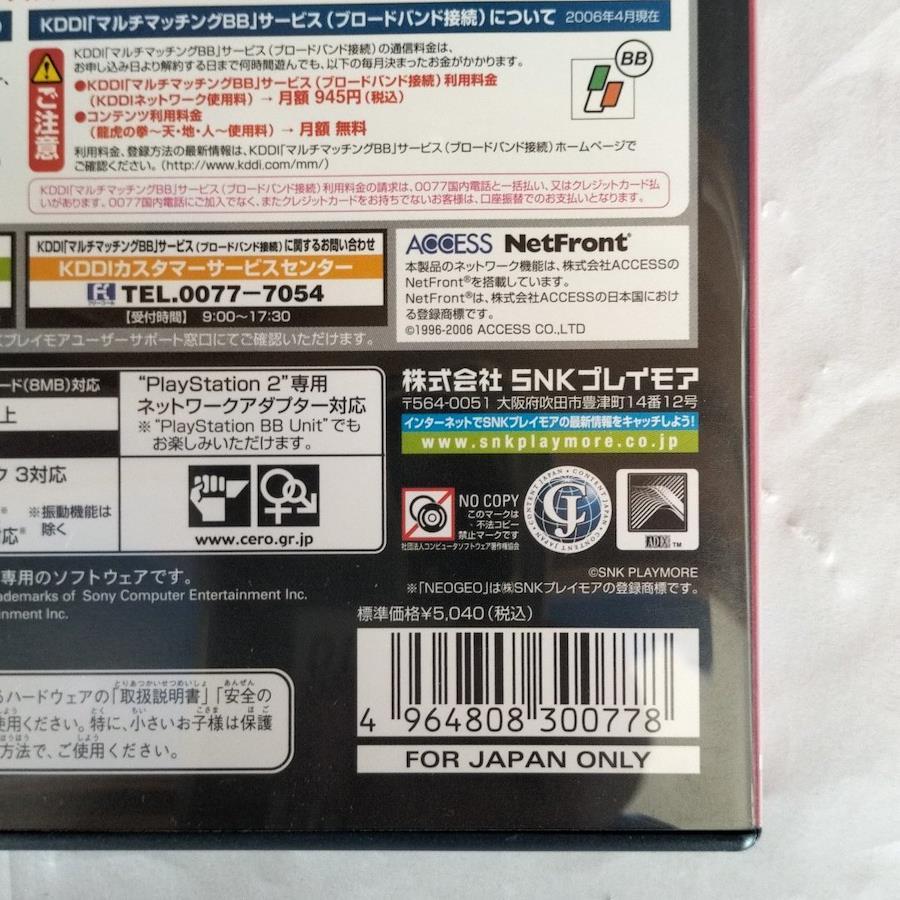 KDDI「マルチマッチングBB」サービス（ブロードバンド接続）について 2006年4月現在
KDDI「マルチマッチングBB」サービス（ブロードバンド接続）の通信料金は、
お申し込み日より解約する日まで何時間遊んでも、以下の毎月決まったお金がかかります。
●KDDI「マルチマッチングBB」サービス（ブロードバンド接続）利用料金
（KDDIネットワーク使用料）→ 月額 945円（税込）
●コンテンツ利用料金
（龍虎の拳〜天・地・人〜使用料）→ 月額 無料
利用料金、登録方法の最新情報は、KDDI「マルチマッチングBB」サービス（ブロードバンド接続）ホームページで
ご確認ください。（http://www.kddi.com/mm/）
ご注意
BB
KDDI「マルチマッチングBB」サービス（ブロードバンド接続）利用料金の請求は、0077国内電話と一括払い、又はクレジットカード払
いがあります。0077国内電話にご加入でなく、またクレジットカードをお持ちでないお客様は、口座振替でのお支払いとなります。
KDDI「マルチマッチングBB」サービス（ブロードバンド接続）に関するお問い合わせ
KDDIカスタマーサービスセンター
フリーコール TEL.0077-7054
【受付時間】 9:00〜17:30
プレイモアユーザーサポート窓口にてご確認いただけます。
ACCESS NetFront®
本製品のネットワーク機能は、株式会社ACCESSの
NetFront®を搭載しています。
NetFront®は、株式会社ACCESSの日本国におけ
る登録商標です。
©1996-2006 ACCESS CO.,LTD
ード（8MB）対応
上
3対応
※振動機能は
除く
"PlayStation 2"専用
ネットワークアダプター対応
※"PlayStation BB Unit"でも
お楽しみいただけます。
www.cero.gr.jp
株式会社 SNKプレイモア
〒564-0051 大阪府吹田市豊津町14番12号
インターネットでSNKプレイモアの最新情報をキャッチしよう！
www.snkplaymore.co.jp
NO COPY
このマークは
不法コピー
禁止マークです
社団法人コンピュータソフトウェア著作権協会
CONTENT JAPAN
CJ
TM
©SNK PLAYMORE
※「NEOGEO」は㈱SNKプレイモアの登録商標です。
専用のソフトウェアです。
ademarks of Sony Computer Entertainment Inc.
inment Inc.
標準価格¥5,040（税込）
4 964808 300778
FOR JAPAN ONLY
ハードウェアの「取扱説明書」「安全の
使用ください。特に、小さいお子様は保護
方法で、ご使用ください。